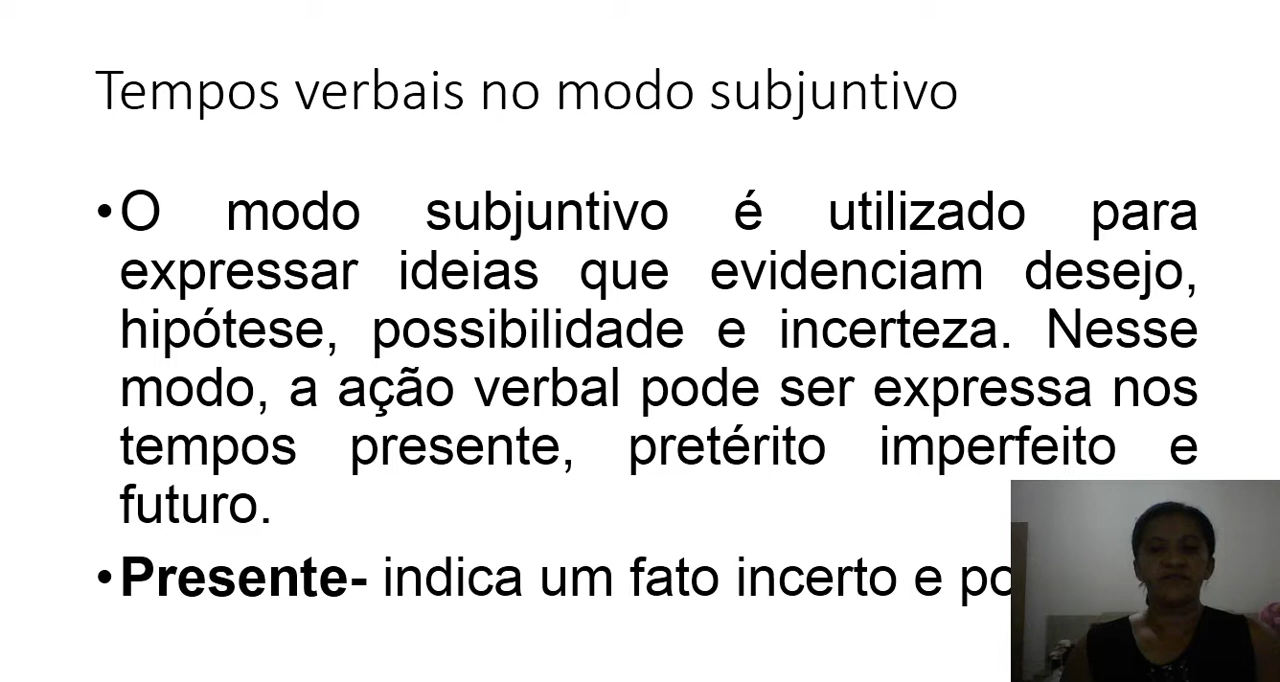 Tempos verbais no modo subjuntivo
•O modo subjuntivo é utilizado para
expressar ideias que evidenciam desejo,
hipótese, possibilidade e incerteza. Nesse
modo, a ação verbal pode ser expressa nos
tempos presente, pretérito imperfeito e
futuro.
•Presente- indica um fato incerto e